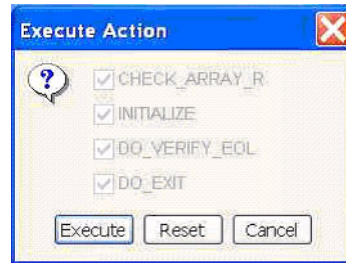 Execute Action
CHECK_ARRAY_R
INITIALIZE
DO_VERIFY_EOL
DO_EXIT
Execute Reset Cancel